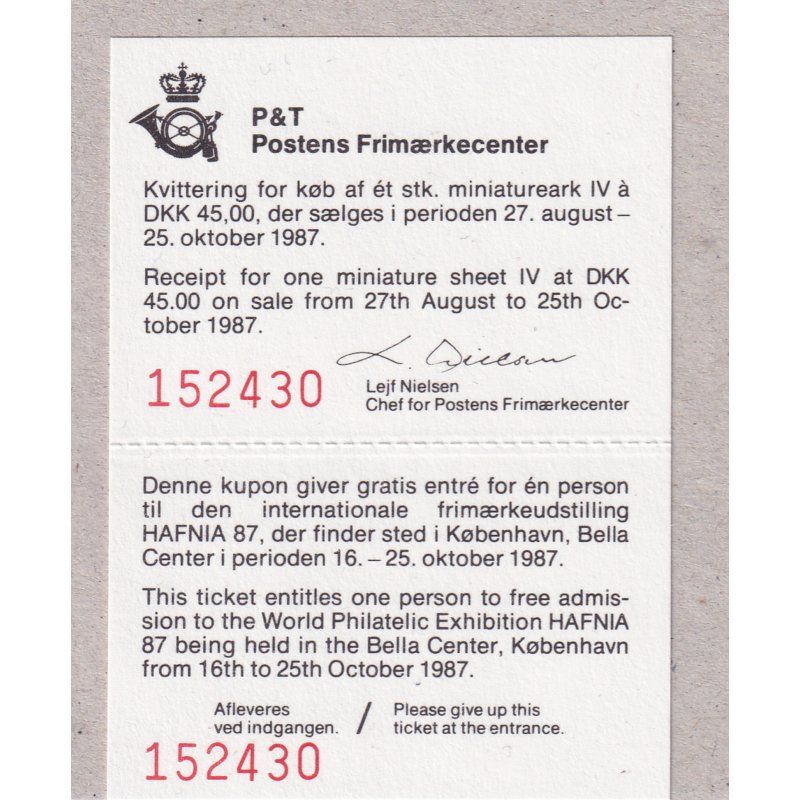 P&T
Postens Frimærkecenter
Kvittering for køb af ét stk. miniatureark IV à
DKK 45,00, der sælges i perioden 27. august –
25. oktober 1987.
Receipt for one miniature sheet IV at DKK
45.00 on sale from 27th August to 25th Oc-
tober 1987.
L. Nielsen
152430
Lejf Nielsen
Chef for Postens Frimærkecenter
Denne kupon giver gratis entré for én person
til den internationale frimærkeudstilling
HAFNIA 87, der finder sted i København, Bella
Center i perioden 16. – 25. oktober 1987.
This ticket entitles one person to free admis-
sion to the World Philatelic Exhibition HAFNIA
87 being held in the Bella Center, København
from 16th to 25th October 1987.
Afleveres
ved indgangen. / Please give up this
ticket at the entrance.
152430